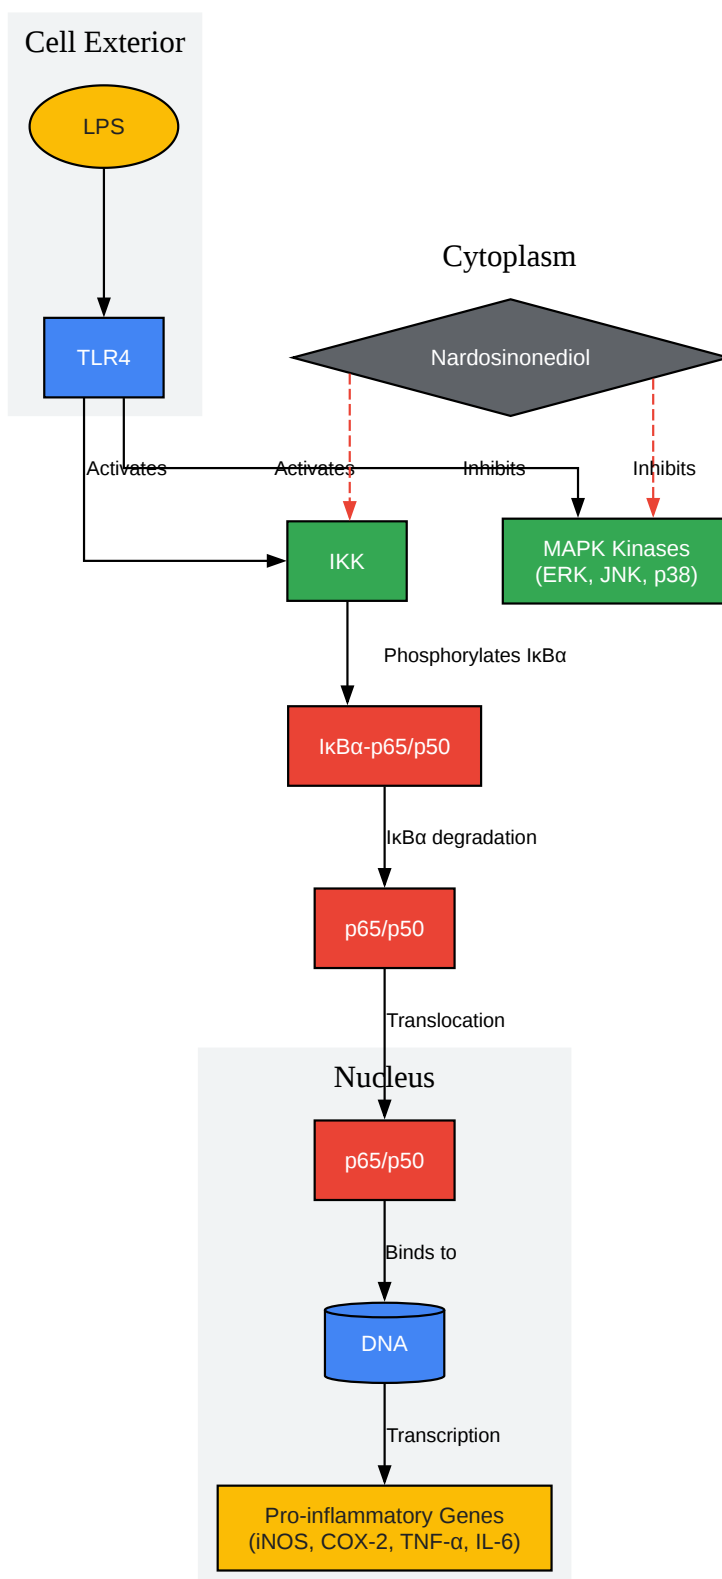 Cell Exterior
LPS
Cytoplasm
TLR4
Nardosinonediol
Activates
Activates
Inhibits
Inhibits
IKK
MAPK Kinases
(ERK, JNK, p38)
Phosphorylates IκBα
IκBα-p65/p50
IκBα degradation
p65/p50
Translocation
Nucleus
p65/p50
Binds to
DNA
Transcription
Pro-inflammatory Genes
(iNOS, COX-2, TNF-α, IL-6)